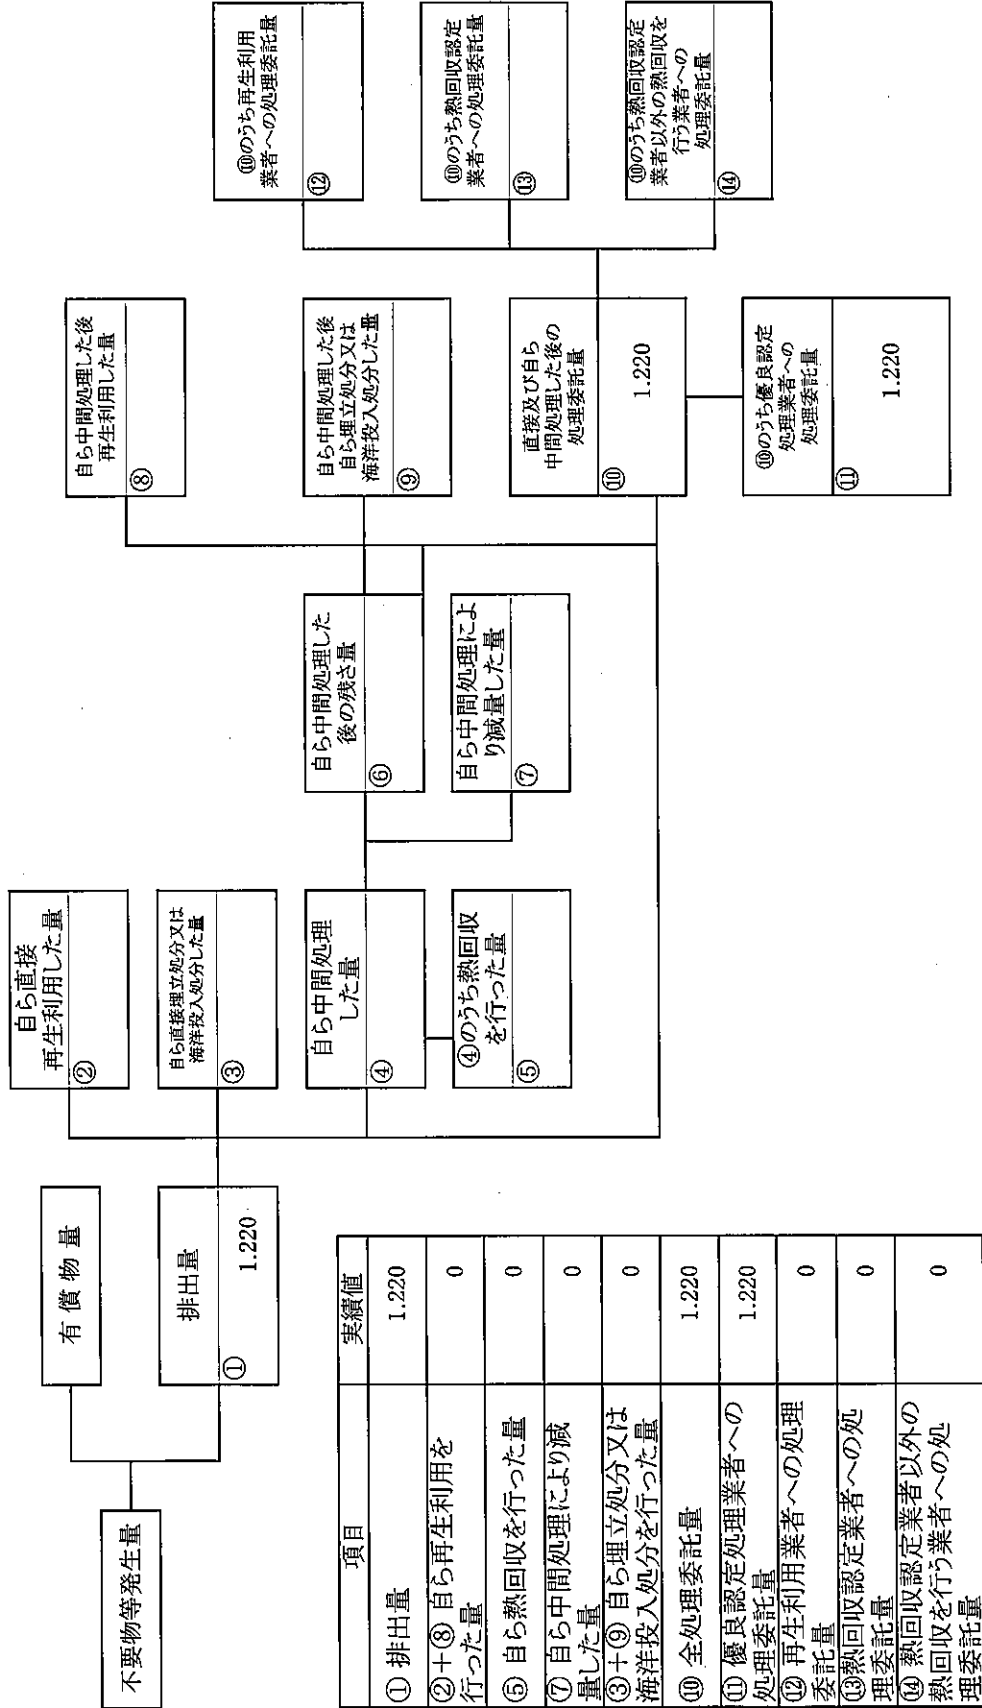 不要物等発生量
有償物量
排出量
①
1.220
自ら直接
再生利用した量
②
自ら直接埋立処分又は
海洋投入処分した量
③
自ら中間処理
した量
④
④のうち熱回収
を行った量
⑤
自ら中間処理した
後の残さ量
⑥
自ら中間処理によ
り減量した量
⑦
自ら中間処理した後
再生利用した量
⑧
自ら中間処理した後
自ら埋立処分又は
海洋投入処分した量
⑨
直接及び自ら
中間処理した後の
処理委託量
⑩
1.220
⑩のうち優良認定
処理業者への
処理委託量
⑪
1.220
⑩のうち再生利用
業者への処理委託量
⑫
⑩のうち熱回収認定
業者への処理委託量
⑬
⑩のうち熱回収認定
業者以外の熱回収を
行う業者への
処理委託量
⑭
項目
実績値
① 排出量
1.220
②+⑧ 自ら再生利用を
行った量
0
⑤ 自ら熱回収を行った量
0
⑦ 自ら中間処理により減
量した量
0
③+⑨ 自ら埋立処分又は
海洋投入処分を行った量
0
⑩ 全処理委託量
1.220
⑪ 優良認定処理業者への
処理委託量
1.220
⑫ 再生利用業者への処理
委託量
0
⑬熱回収認定業者への処
理委託量
0
⑭ 熱回収認定業者以外の
熱回収を行う業者への処
理委託量
0